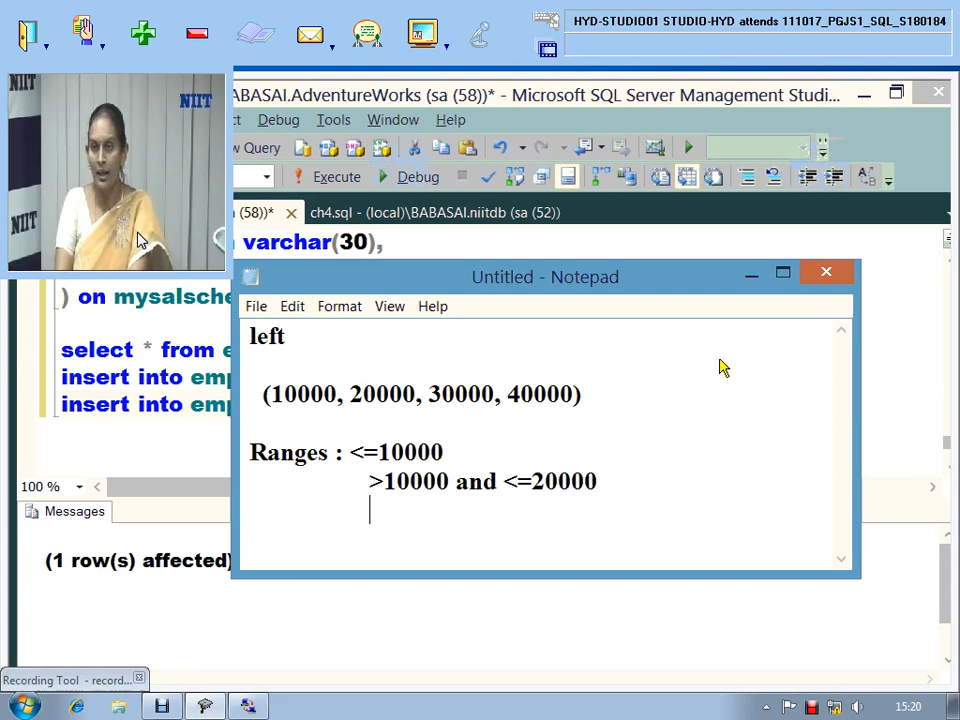 HYD-STUDIO01 STUDIO-HYD attends 111017_PGJS1_SQL_S180184
NIIT
NIIT
NIIT
BABASAI.AdventureWorks (sa (58))* - Microsoft SQL Server Management Studi...
Debug Tools Window Help
Query
Execute Debug
(58))* ch4.sql - (local)\BABASAI.niitdb (sa (52))
varchar(30),
Untitled - Notepad
) on mysalsche
File Edit Format View Help
left
select * from
insert into emp
insert into emp
(10000, 20000, 30000, 40000)
Ranges : <=10000
>10000 and <=20000
100 %
Messages
(1 row(s) affected)
Recording Tool - record...
15:20